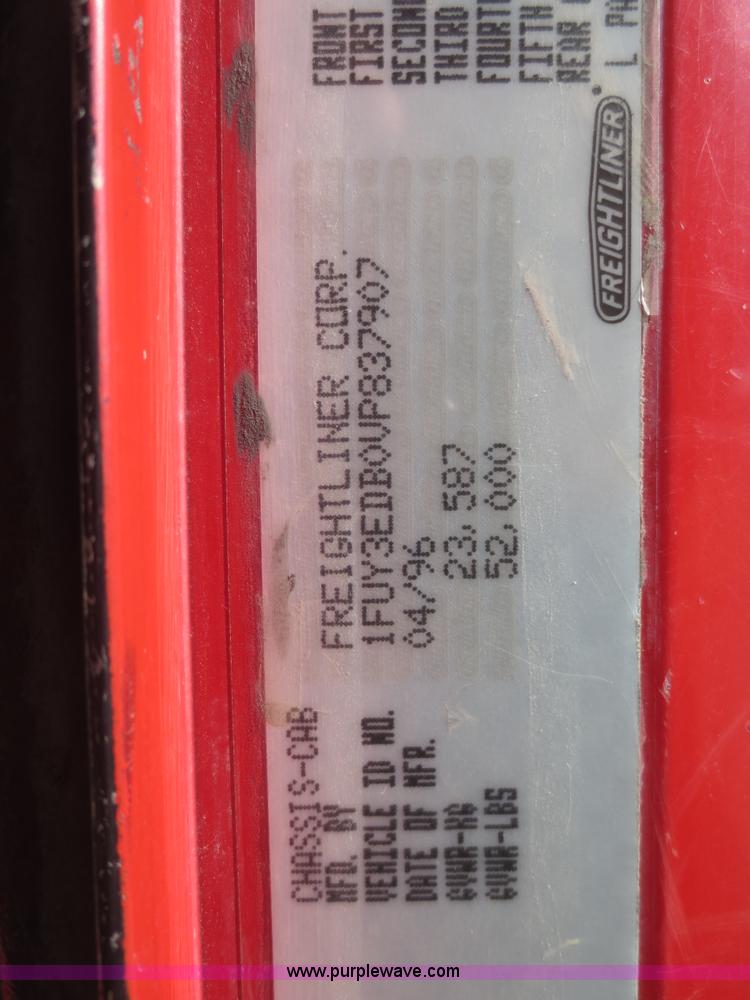 CHASSIS-CAB
MFD. BY FREIGHTLINER CORP.
VEHICLE ID NO. 1FUY3EDB0VP837907
DATE OF MFR. 04/96
GVWR-KG 23,587
GVWR-LBS 52,000
FRONT
FIRST
SECOND
THIRD
FOURTH
FIFTH
REAR
L
FREIGHTLINER
www.purplewave.com